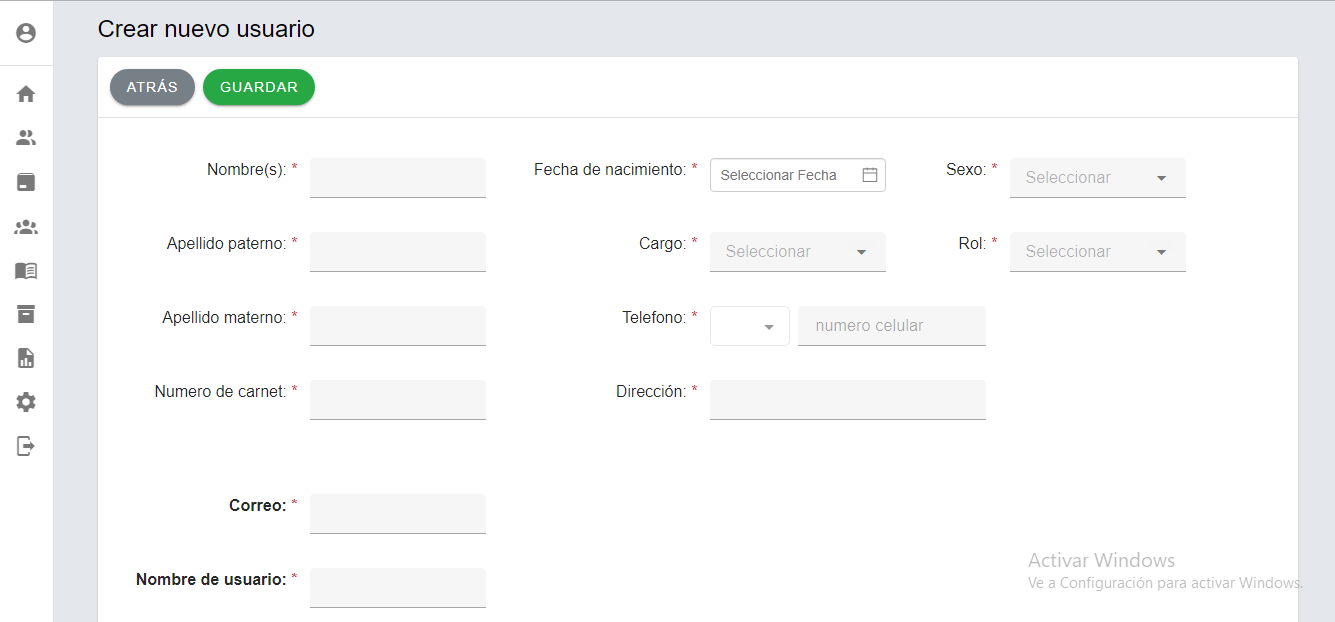 Crear nuevo usuario
ATRÁS GUARDAR
Nombre(s): * Fecha de nacimiento: * Seleccionar Fecha Sexo: * Seleccionar
Apellido paterno: * Cargo: * Seleccionar Rol: * Seleccionar
Apellido materno: * Telefono: * numero celular
Numero de carnet: * Dirección: *
Correo: *
Nombre de usuario: *
Activar Windows
Ve a Configuración para activar Windows.